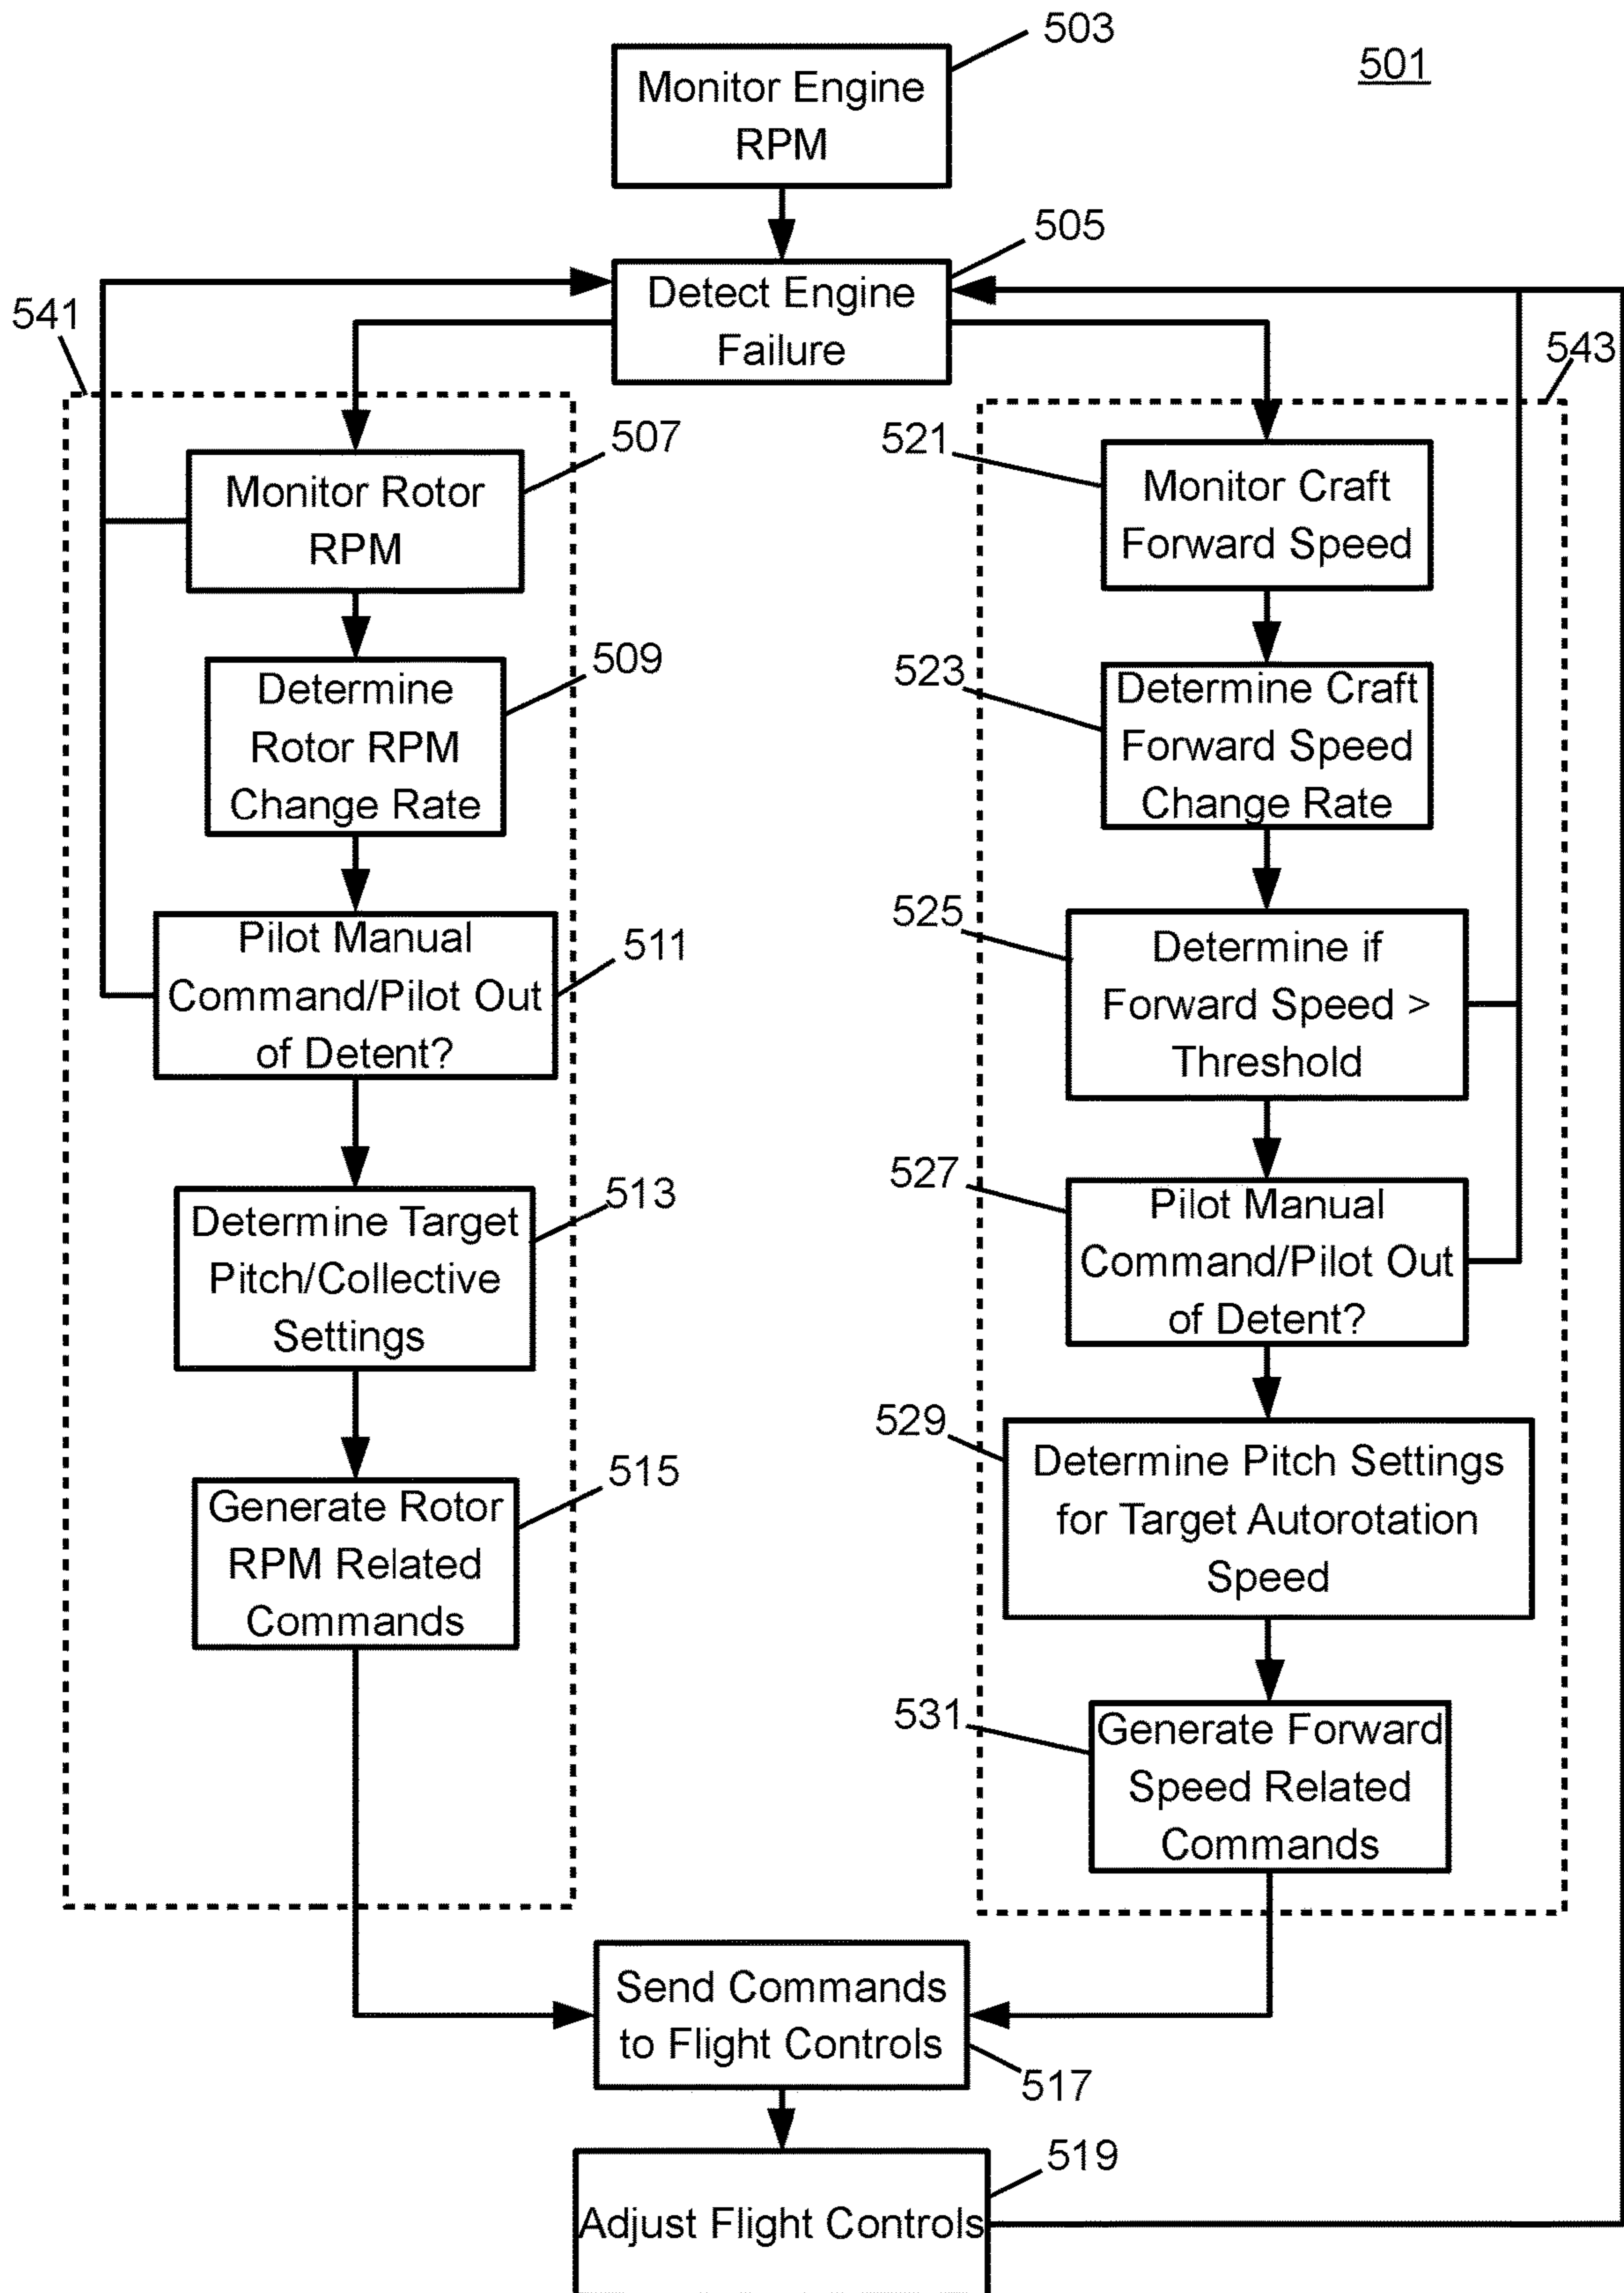 503
501
Monitor Engine
RPM
505
Detect Engine
Failure
541
543
507
Monitor Rotor
RPM
509
Determine
Rotor RPM
Change Rate
511
Pilot Manual
Command/Pilot Out
of Detent?
513
Determine Target
Pitch/Collective
Settings
515
Generate Rotor
RPM Related
Commands
521
Monitor Craft
Forward Speed
523
Determine Craft
Forward Speed
Change Rate
525
Determine if
Forward Speed >
Threshold
527
Pilot Manual
Command/Pilot Out
of Detent?
529
Determine Pitch Settings
for Target Autorotation
Speed
531
Generate Forward
Speed Related
Commands
Send Commands
to Flight Controls
517
519
Adjust Flight Controls